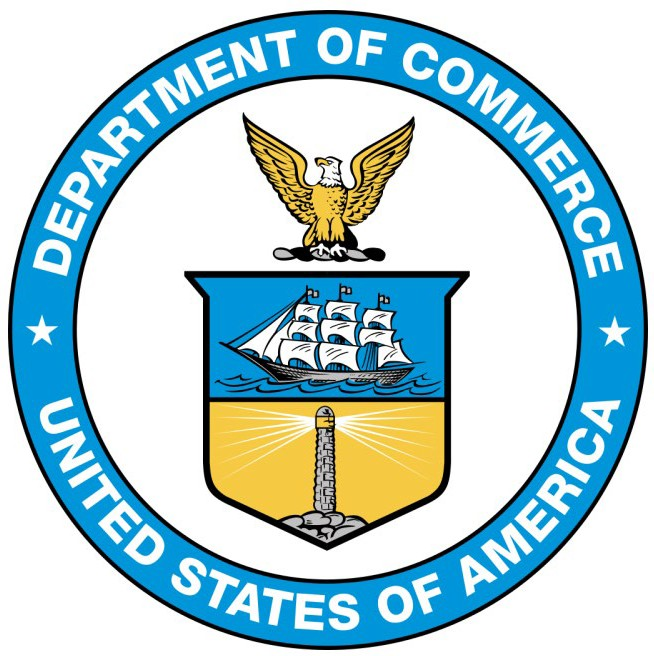 DEPARTMENT OF COMMERCE
UNITED STATES OF AMERICA